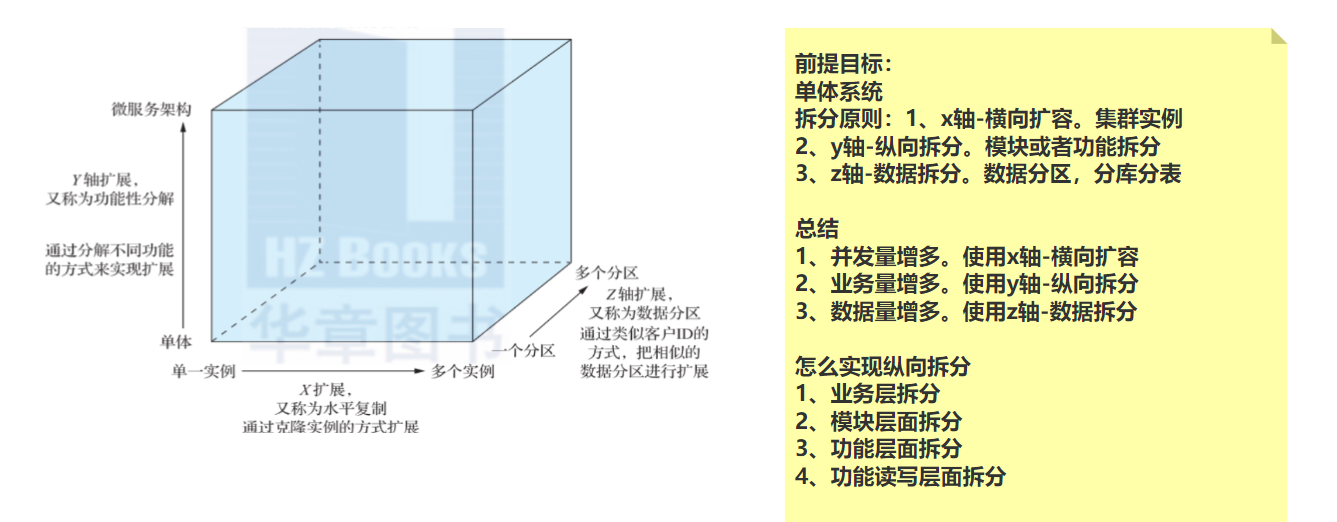 微服务架构
Y轴扩展,
又称为功能性分解
通过分解不同功能
的方式来实现扩展
HZ BOOKS
华章图书
单体
单一实例
多个实例
X扩展,
又称为水平复制
通过克隆实例的方式扩展
一个分区
多个分区
Z轴扩展,
又称为数据分区
通过类似客户ID的
方式,把相似的
数据分区进行扩展
前提目标:
单体系统
拆分原则:1、x轴-横向扩容。集群实例
2、y轴-纵向拆分。模块或者功能拆分
3、z轴-数据拆分。数据分区,分库分表
总结
1、并发量增多。使用x轴-横向扩容
2、业务量增多。使用y轴-纵向拆分
3、数据量增多。使用z轴-数据拆分
怎么实现纵向拆分
1、业务层拆分
2、模块层面拆分
3、功能层面拆分
4、功能读写层面拆分